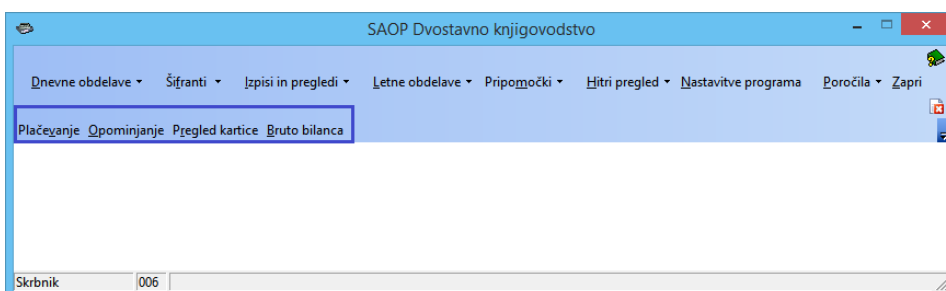 SAOP Dvostavno knjigovodstvo
Dnevne obdelave Šifranti Izpisi in pregledi Letne obdelave Pripomočki Hitri pregled Nastavitve programa Poročila Zapri
Plačevanje Opominjanje Pregled kartice Bruto bilanca
Skrbnik 006